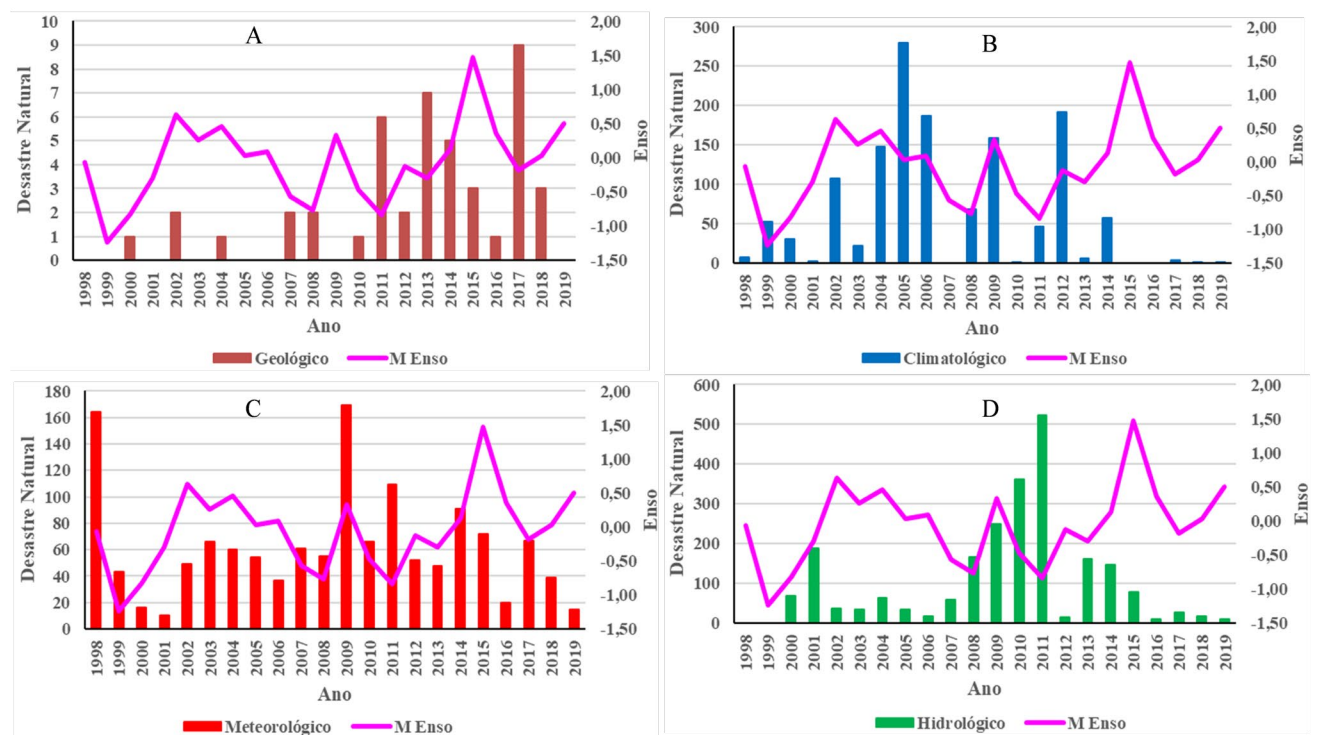 A
Desastre Natural
10
9
8
7
6
5
4
3
2
1
0
2,00
1,50
1,00
0,50
0,00
-0,50
-1,00
-1,50
Enso
1998 1999 2000 2001 2002 2003 2004 2005 2006 2007 2008 2009 2010 2011 2012 2013 2014 2015 2016 2017 2018 2019
Ano
Geológico M Enso
B
Desastre Natural
300
250
200
150
100
50
0
2,00
1,50
1,00
0,50
0,00
-0,50
-1,00
-1,50
Enso
1998 1999 2000 2001 2002 2003 2004 2005 2006 2007 2008 2009 2010 2011 2012 2013 2014 2015 2016 2017 2018 2019
Ano
Climatológico M Enso
C
Desastre Natural
180
160
140
120
100
80
60
40
20
0
2,00
1,50
1,00
0,50
0,00
-0,50
-1,00
-1,50
Enso
1998 1999 2000 2001 2002 2003 2004 2005 2006 2007 2008 2009 2010 2011 2012 2013 2014 2015 2016 2017 2018 2019
Ano
Meteorológico M Enso
D
Desastre Natural
600
500
400
300
200
100
0
2,00
1,50
1,00
0,50
0,00
-0,50
-1,00
-1,50
Enso
1998 1999 2000 2001 2002 2003 2004 2005 2006 2007 2008 2009 2010 2011 2012 2013 2014 2015 2016 2017 2018 2019
Ano
Hidrológico M Enso